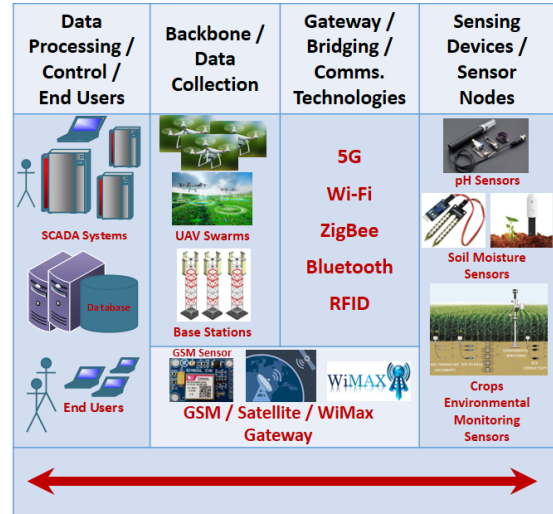 Data
Processing /
Control /
End Users
Backbone /
Data
Collection
Gateway /
Bridging /
Comms.
Technologies
Sensing
Devices /
Sensor
Nodes
SCADA Systems
Database
End Users
UAV Swarms
Base Stations
5G
Wi-Fi
ZigBee
Bluetooth
RFID
GSM Sensor
WiMAX
GSM / Satellite / WiMax
Gateway
pH Sensors
Soil Moisture
Sensors
Crops
Environmental
Monitoring
Sensors